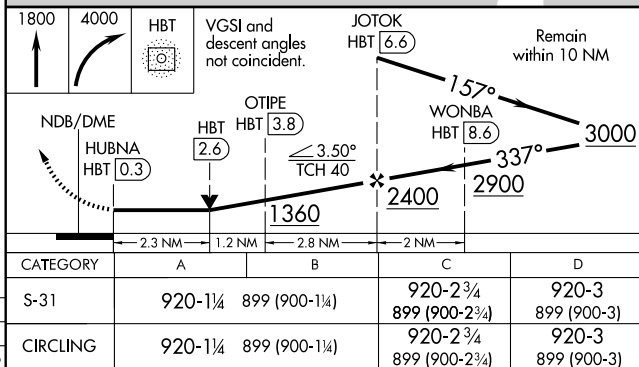 1800
4000
HBT
VGSI and
descent angles
not coincident.
JOTOK
HBT 6.6
Remain
within 10 NM
157°
3000
NDB/DME
HUBNA
HBT 0.3
HBT
2.6
OTIPE
HBT 3.8
3.50°
TCH 40
WONBA
HBT 8.6
337°
1360
2400
2900
2.3 NM 1.2 NM 2.8 NM 2 NM
CATEGORY A B C D
S-31 920-1¼ 899 (900-1¼) 920-2¾ 920-3
899 (900-2¾) 899 (900-3)
CIRCLING 920-1¼ 899 (900-1¼) 920-2¾ 920-3
899 (900-2¾) 899 (900-3)